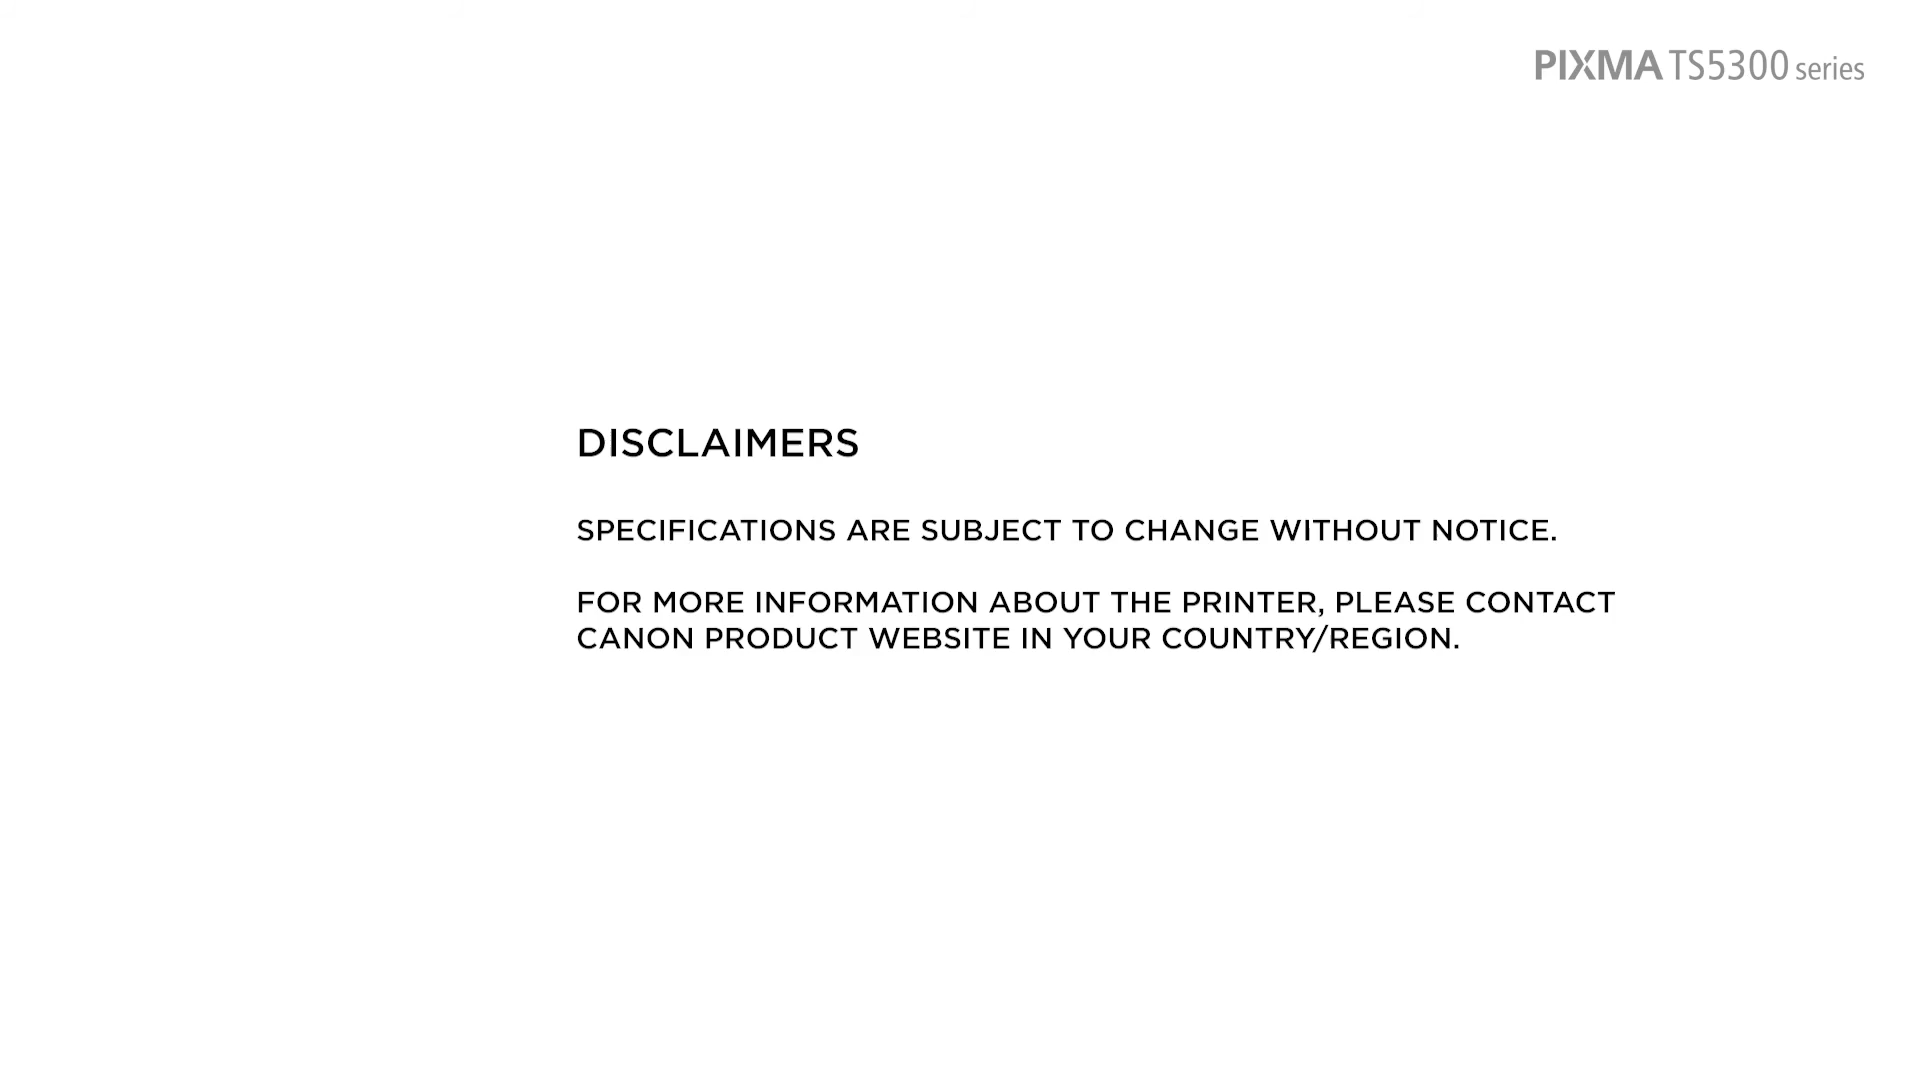 PIXMA TS5300 series
DISCLAIMERS
SPECIFICATIONS ARE SUBJECT TO CHANGE WITHOUT NOTICE.
FOR MORE INFORMATION ABOUT THE PRINTER, PLEASE CONTACT
CANON PRODUCT WEBSITE IN YOUR COUNTRY/REGION.